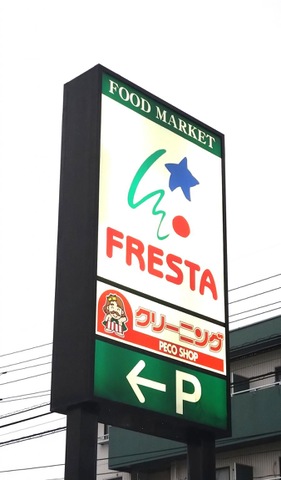 FOOD MARKET
FRESTA
クリーニング
PECO SHOP
←P